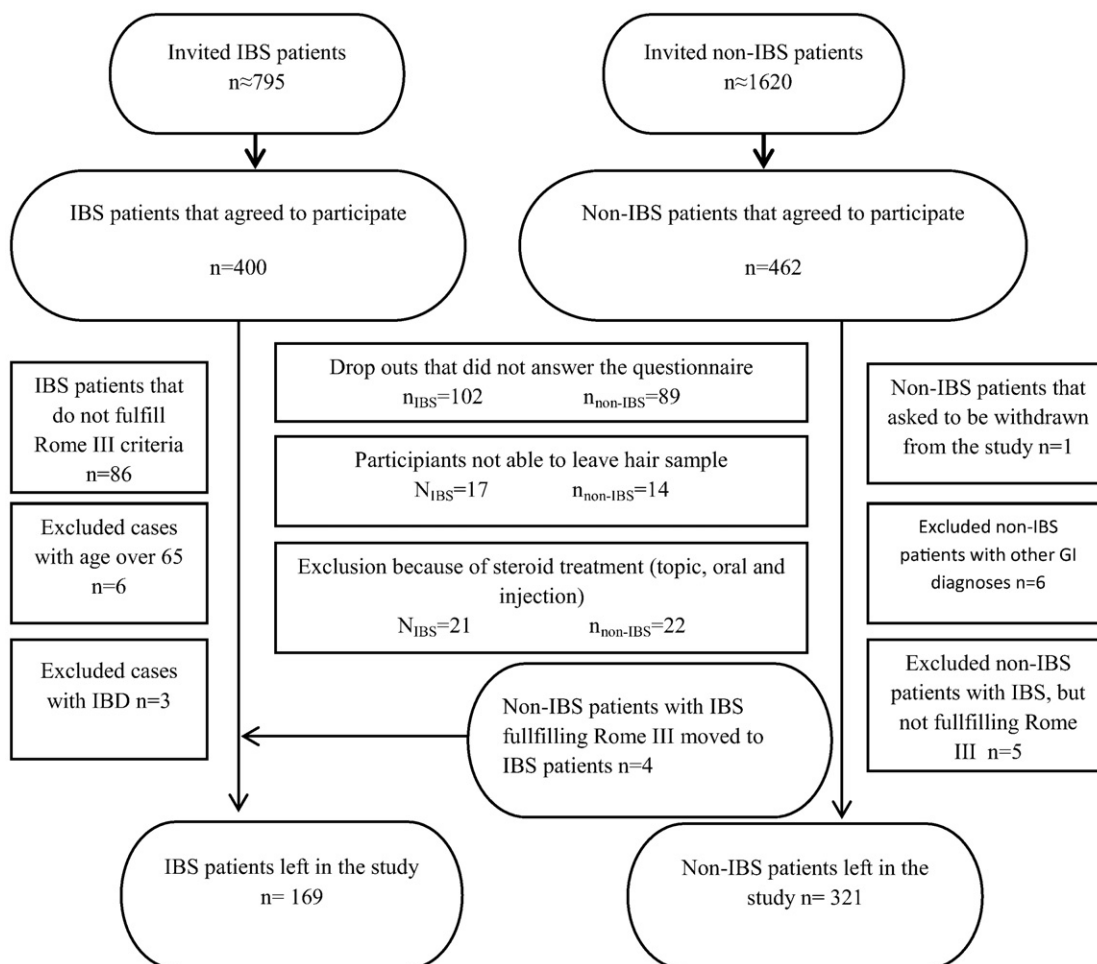 Invited IBS patients
n≈795
Invited non-IBS patients
n≈1620
IBS patients that agreed to participate
n=400
Non-IBS patients that agreed to participate
n=462
IBS patients that
do not fulfill
Rome III criteria
n=86
Drop outs that did not answer the questionnaire
nIBS=102 nnon-IBS=89
Non-IBS patients that
asked to be withdrawn
from the study n=1
Participiants not able to leave hair sample
NIBS=17 nnon-IBS=14
Excluded cases
with age over 65
n=6
Exclusion because of steroid treatment (topic, oral and
injection)
NIBS=21 nnon-IBS=22
Excluded non-IBS
patients with other GI
diagnoses n=6
Excluded cases
with IBD n=3
Non-IBS patients with IBS
fullfilling Rome III moved to
IBS patients n=4
Excluded non-IBS
patients with IBS, but
not fullfilling Rome
III n=5
IBS patients left in the study
n= 169
Non-IBS patients left in the
study n= 321